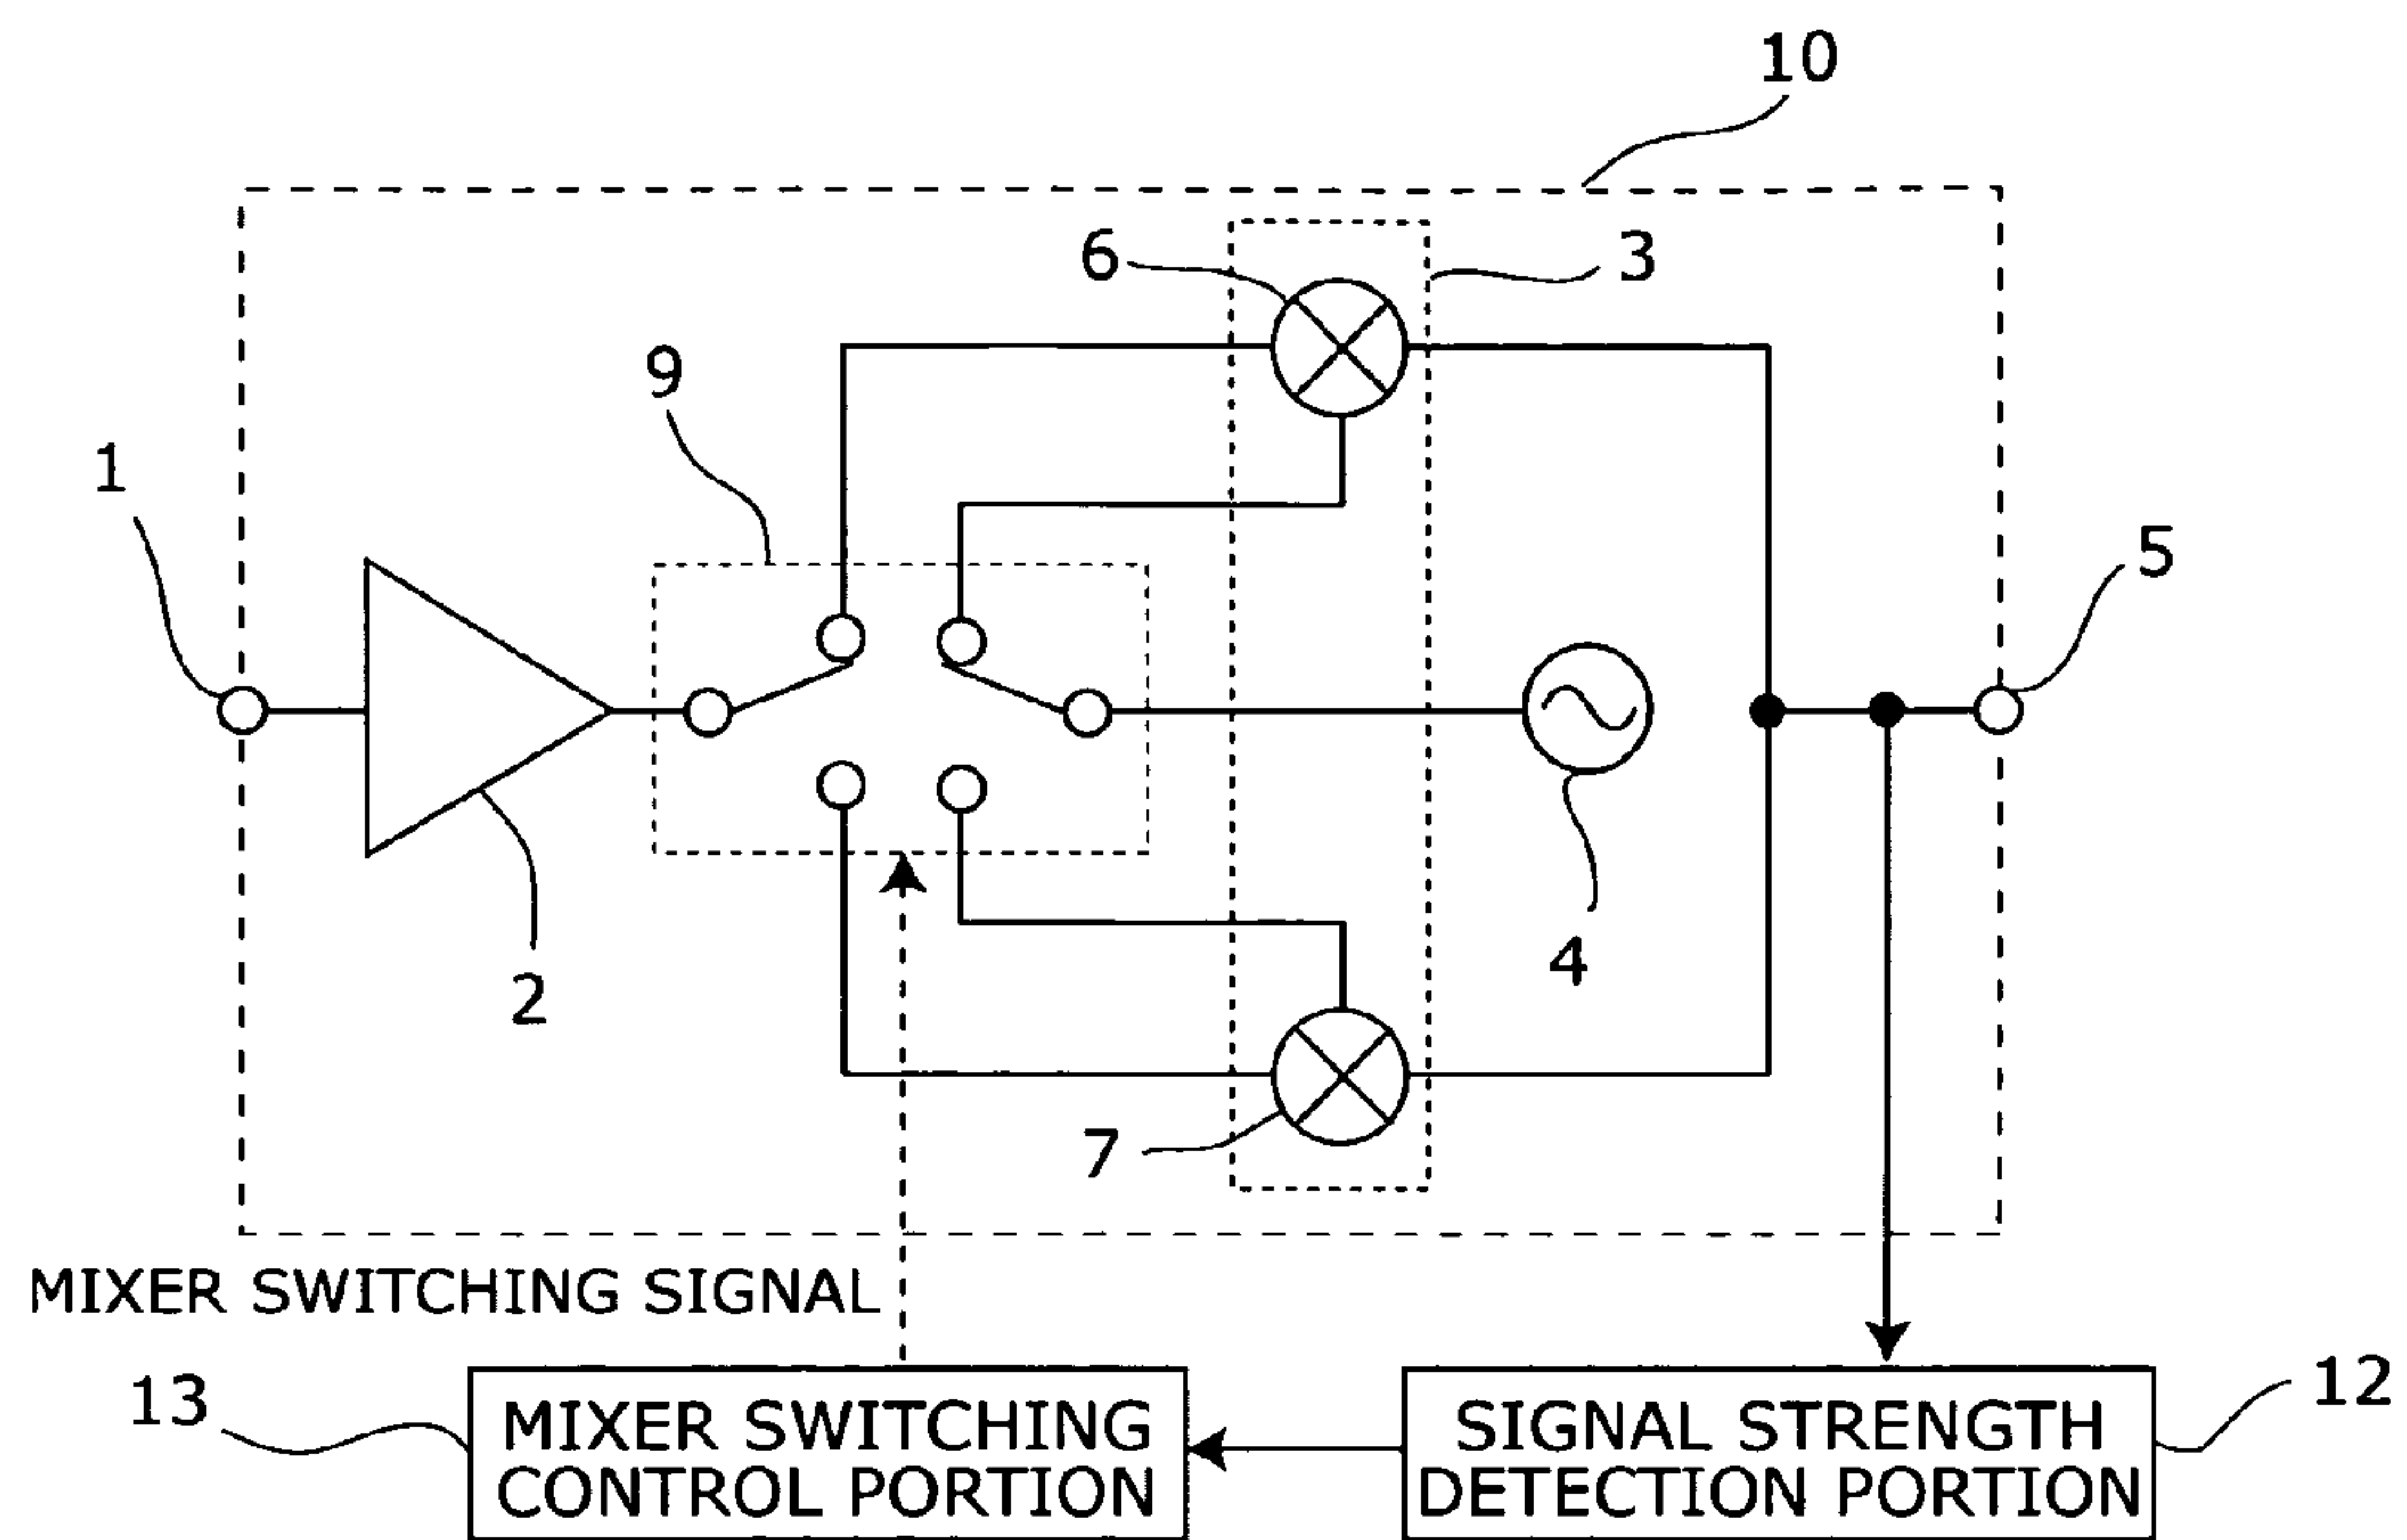 10
6
3
9
1
5
4
2
7
MIXER SWITCHING SIGNAL
13
MIXER SWITCHING
CONTROL PORTION
SIGNAL STRENGTH
DETECTION PORTION
12